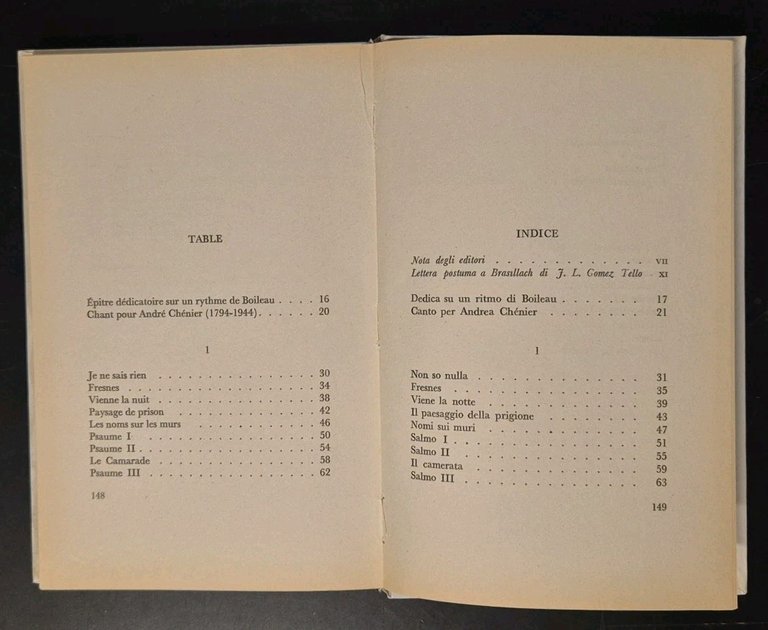 TABLE
Épitre dédicatoire sur un rythme de Boileau . . . . 16
Chant pour André Chénier (1794-1944) . . . . . . 20
I
Je ne sais rien . . . . . . . . . . . . . . 30
Fresnes . . . . . . . . . . . . . . . . . 34
Vienne la nuit . . . . . . . . . . . . . . 38
Paysage de prison . . . . . . . . . . . . 42
Les noms sur les murs . . . . . . . . . . . 46
Psaume I . . . . . . . . . . . . . . . . 50
Psaume II . . . . . . . . . . . . . . . . 54
Le Camarade . . . . . . . . . . . . . . 58
Psaume III . . . . . . . . . . . . . . . 62
148
INDICE
Nota degli editori . . . . . . . . . . . . . VII
Lettera postuma a Brasillach di J. L. Gomez Tello . XI
Dedica su un ritmo di Boileau . . . . . . . 17
Canto per Andrea Chénier . . . . . . . . 21
I
Non so nulla . . . . . . . . . . . . . . 31
Fresnes . . . . . . . . . . . . . . . . . 35
Viene la notte . . . . . . . . . . . . . . 39
Il paesaggio della prigione . . . . . . . . 43
Nomi sui muri . . . . . . . . . . . . . . 47
Salmo I . . . . . . . . . . . . . . . . . 51
Salmo II . . . . . . . . . . . . . . . . 55
Il camerata . . . . . . . . . . . . . . . 59
Salmo III . . . . . . . . . . . . . . . . 63
149